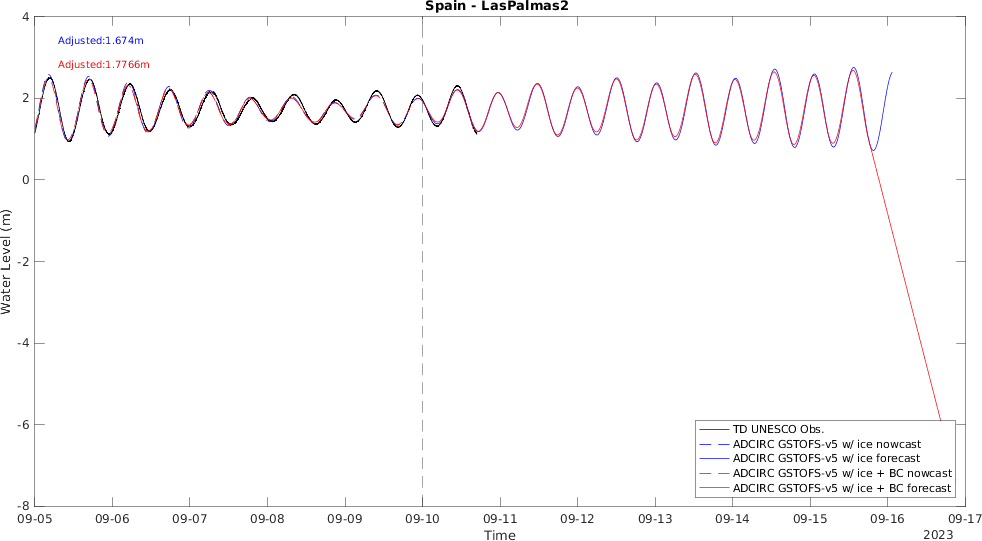 Spain - LasPalmas2
Adjusted:1.674m
Adjusted:1.7766m
4
2
0
-2
-4
-6
-8
Water Level (m)
TD UNESCO Obs.
ADCIRC GSTOFS-v5 w/ ice nowcast
ADCIRC GSTOFS-v5 w/ ice forecast
ADCIRC GSTOFS-v5 w/ ice + BC nowcast
ADCIRC GSTOFS-v5 w/ ice + BC forecast
09-05 09-06 09-07 09-08 09-09 09-10 09-11 09-12 09-13 09-14 09-15 09-16 09-17
Time
2023